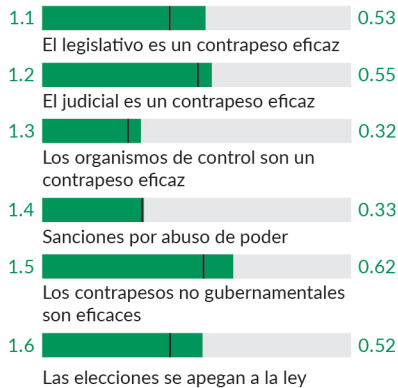 1.1 0.53
El legislativo es un contrapeso eficaz
1.2 0.55
El judicial es un contrapeso eficaz
1.3 0.32
Los organismos de control son un
contrapeso eficaz
1.4 0.33
Sanciones por abuso de poder
1.5 0.62
Los contrapesos no gubernamentales
son eficaces
1.6 0.52
Las elecciones se apegan a la ley